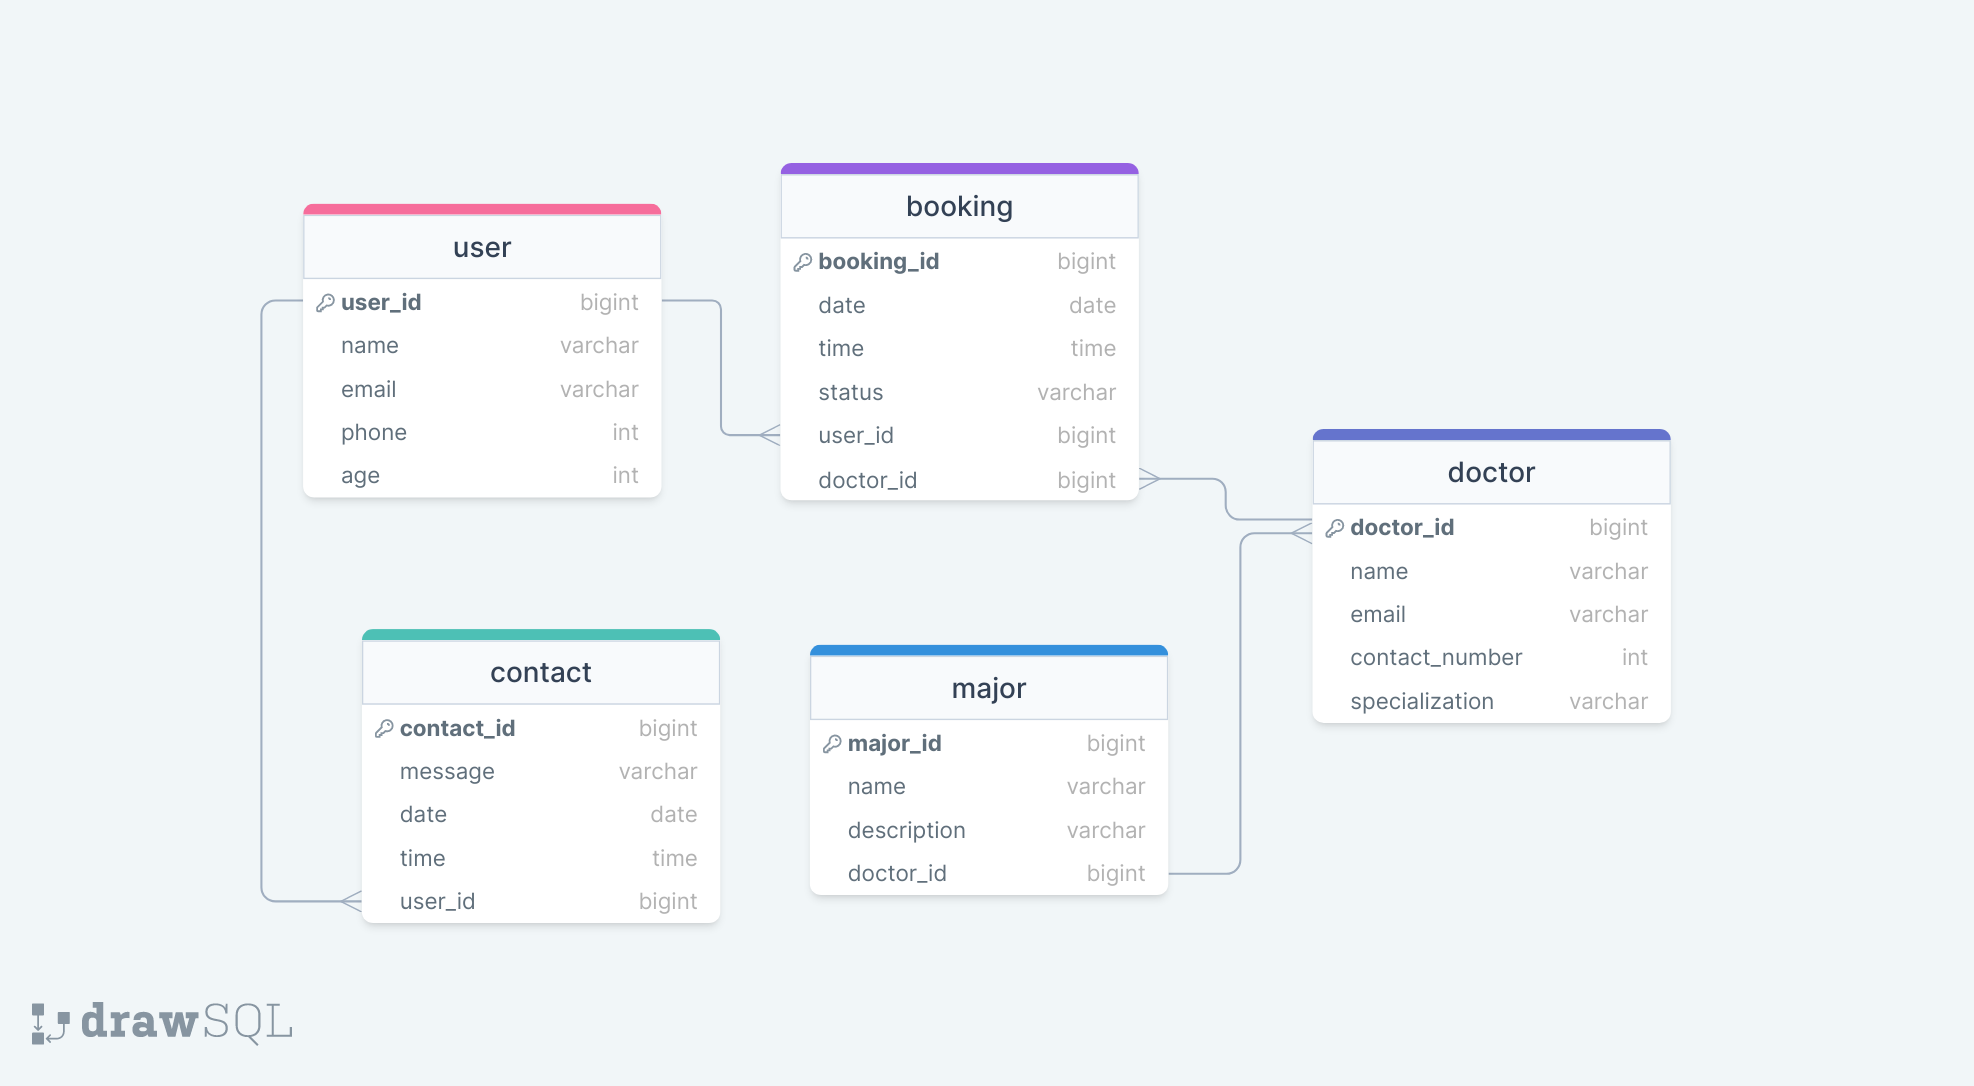 user
user_id bigint
name varchar
email varchar
phone int
age int
booking
booking_id bigint
date date
time time
status varchar
user_id bigint
doctor_id bigint
doctor
doctor_id bigint
name varchar
email varchar
contact_number int
specialization varchar
contact
contact_id bigint
message varchar
date date
time time
user_id bigint
major
major_id bigint
name varchar
description varchar
doctor_id bigint
drawSQL